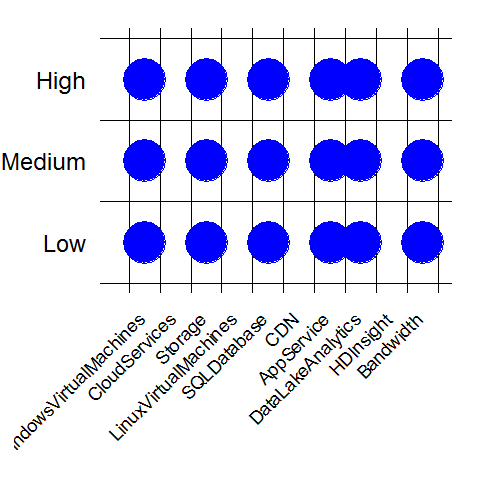 High
Medium
Low
ndowsVirtualMachines
CloudServices
Storage
LinuxVirtualMachines
SQLDatabase
CDN
AppService
DataLakeAnalytics
HDInsight
Bandwidth